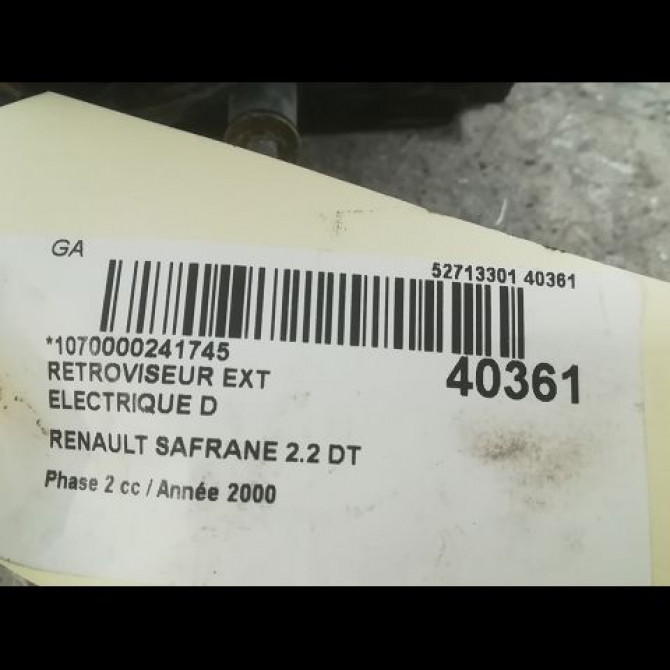 GA
52713301 40361
*1070000241745
40361
RETROVISEUR EXT
ELECTRIQUE D
RENAULT SAFRANE 2.2 DT
Phase 2 cc / Année 2000